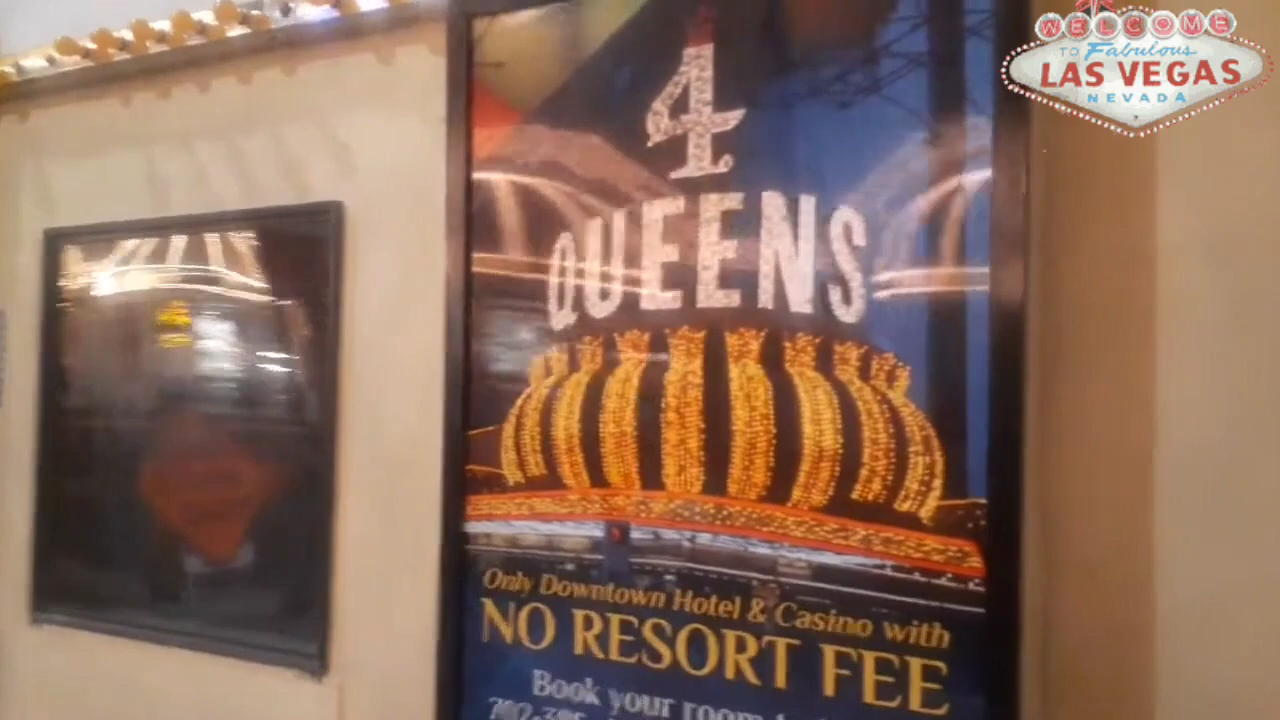 WELCOME
TO Fabulous
LAS VEGAS
NEVADA
4
QUEENS
Only Downtown Hotel & Casino with
NO RESORT FEE
Book your room